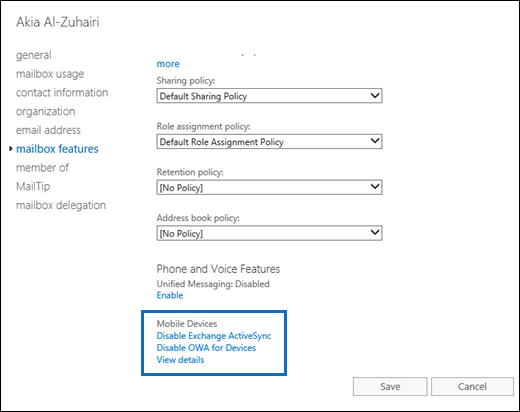 Akia Al-Zuhairi
general
mailbox usage
contact information
organization
email address
mailbox features
member of
MailTip
mailbox delegation
more
Sharing policy:
Default Sharing Policy
Role assignment policy:
Default Role Assignment Policy
Retention policy:
[No Policy]
Address book policy:
[No Policy]
Phone and Voice Features
Unified Messaging: Disabled
Enable
Mobile Devices
Disable Exchange ActiveSync
Disable OWA for Devices
View details
Save
Cancel